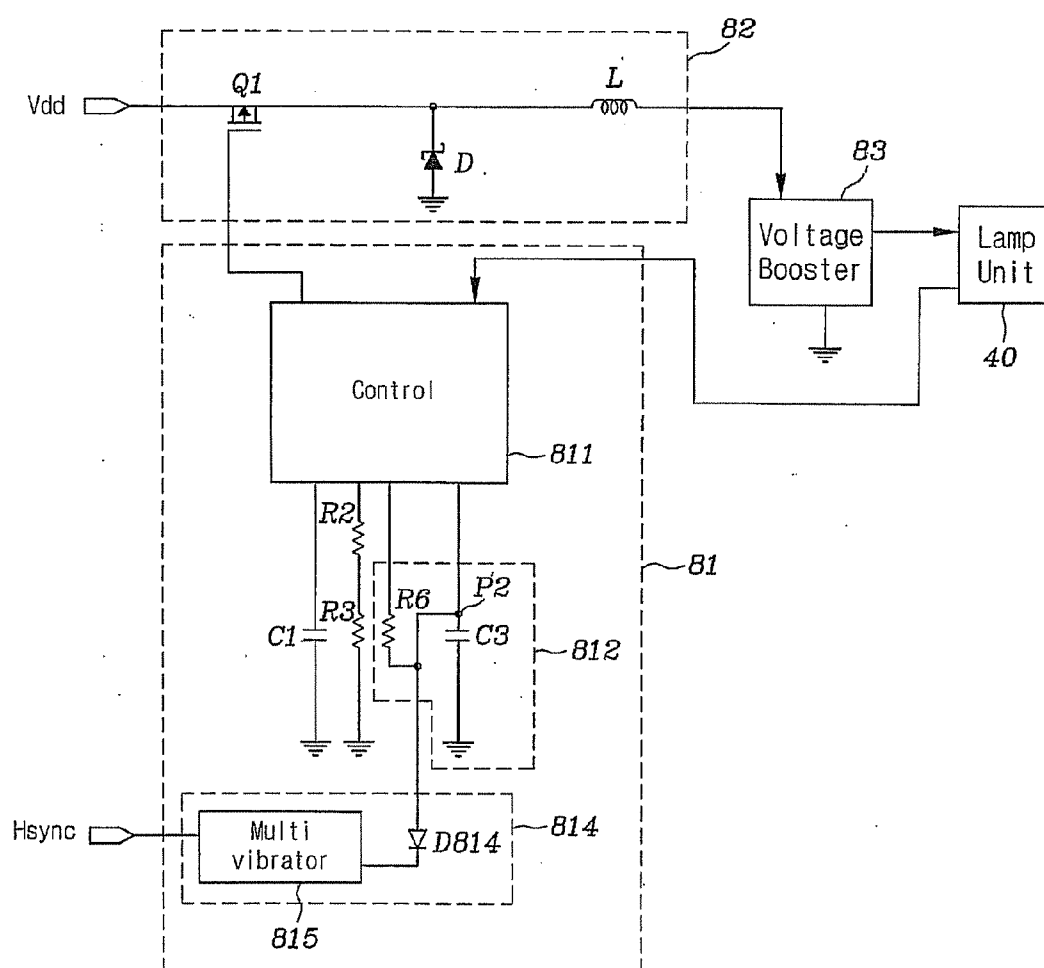 82
Vdd
Q1
L
D
83
Voltage
Booster
Lamp
Unit
40
Control
811
R2
R3
C1
R6
P2
C3
812
81
Hsync
Multi
vibrator
D814
814
815